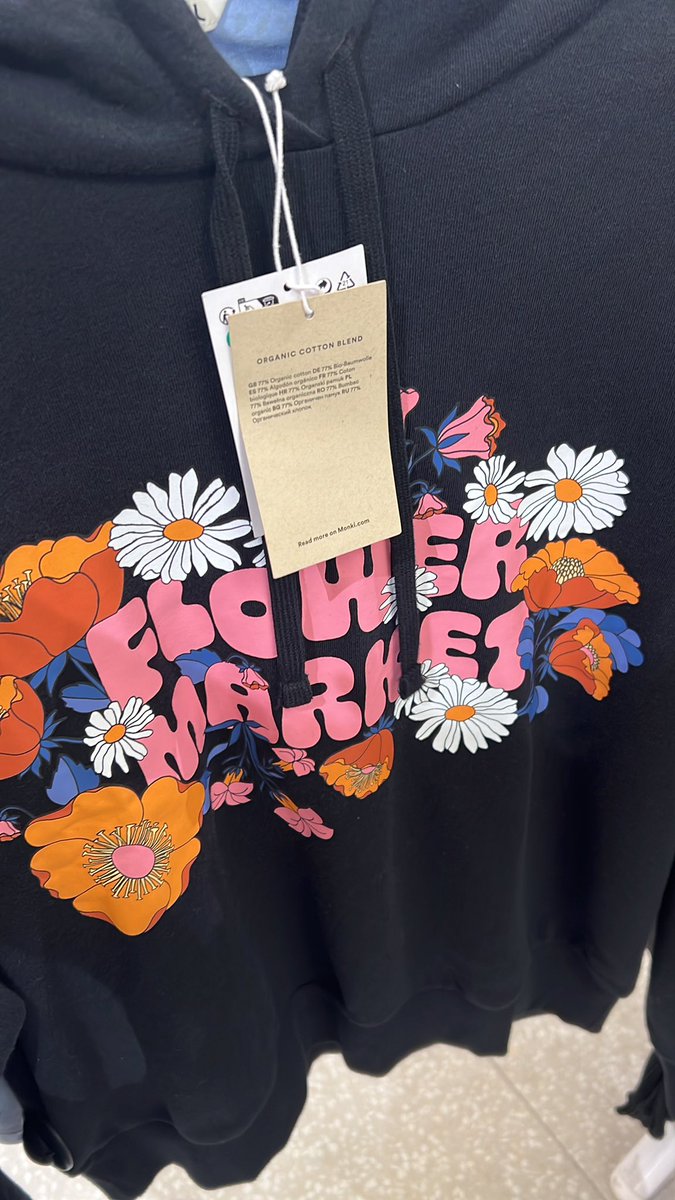 L
21
ORGANIC COTTON BLEND
GB 77% Organic cotton DE 77% Bio-Baumwolle
ES 77% Algodón orgánico FR 77% Coton
biologique HR 77% Organski pamuk PL
77% Bawełna organiczna RO 77% Bumbac
organic BG 77% Органичен памук RU 77%
Органический хлопок
Read more on Monki.com
FLOWER
MARKET